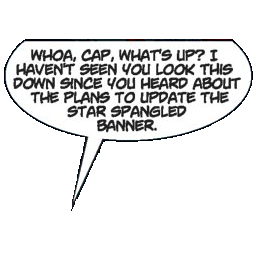 WHOA, CAP, WHAT'S UP? I
HAVEN'T SEEN YOU LOOK THIS
DOWN SINCE YOU HEARD ABOUT
THE PLANS TO UPDATE THE
STAR SPANGLED
BANNER.